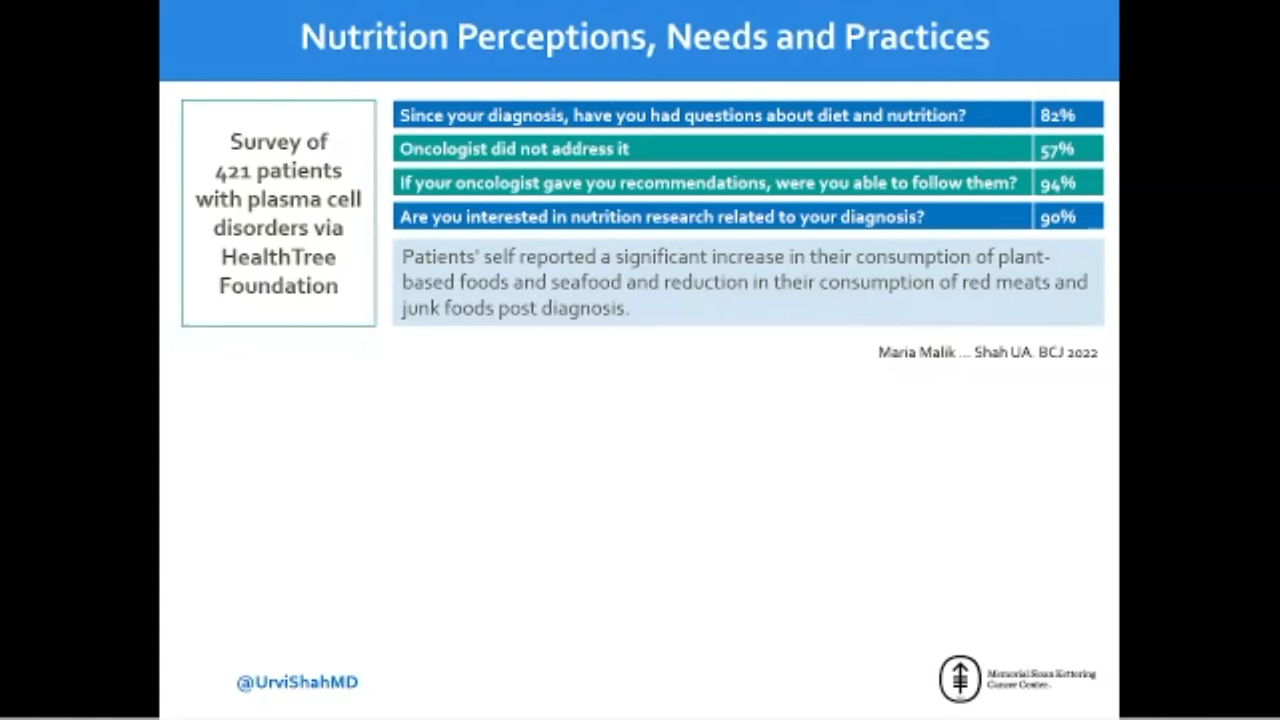 Nutrition Perceptions, Needs and Practices
Survey of
421 patients
with plasma cell
disorders via
HealthTree
Foundation
Since your diagnosis, have you had questions about diet and nutrition? 82%
Oncologist did not address it 57%
If your oncologist gave you recommendations, were you able to follow them? 94%
Are you interested in nutrition research related to your diagnosis? 90%
Patients' self reported a significant increase in their consumption of plant-
based foods and seafood and reduction in their consumption of red meats and
junk foods post diagnosis.
Maria Malik ... Shah UA. BCJ 2022
@UrviShahMD
Memorial Sloan Kettering
Cancer Center.